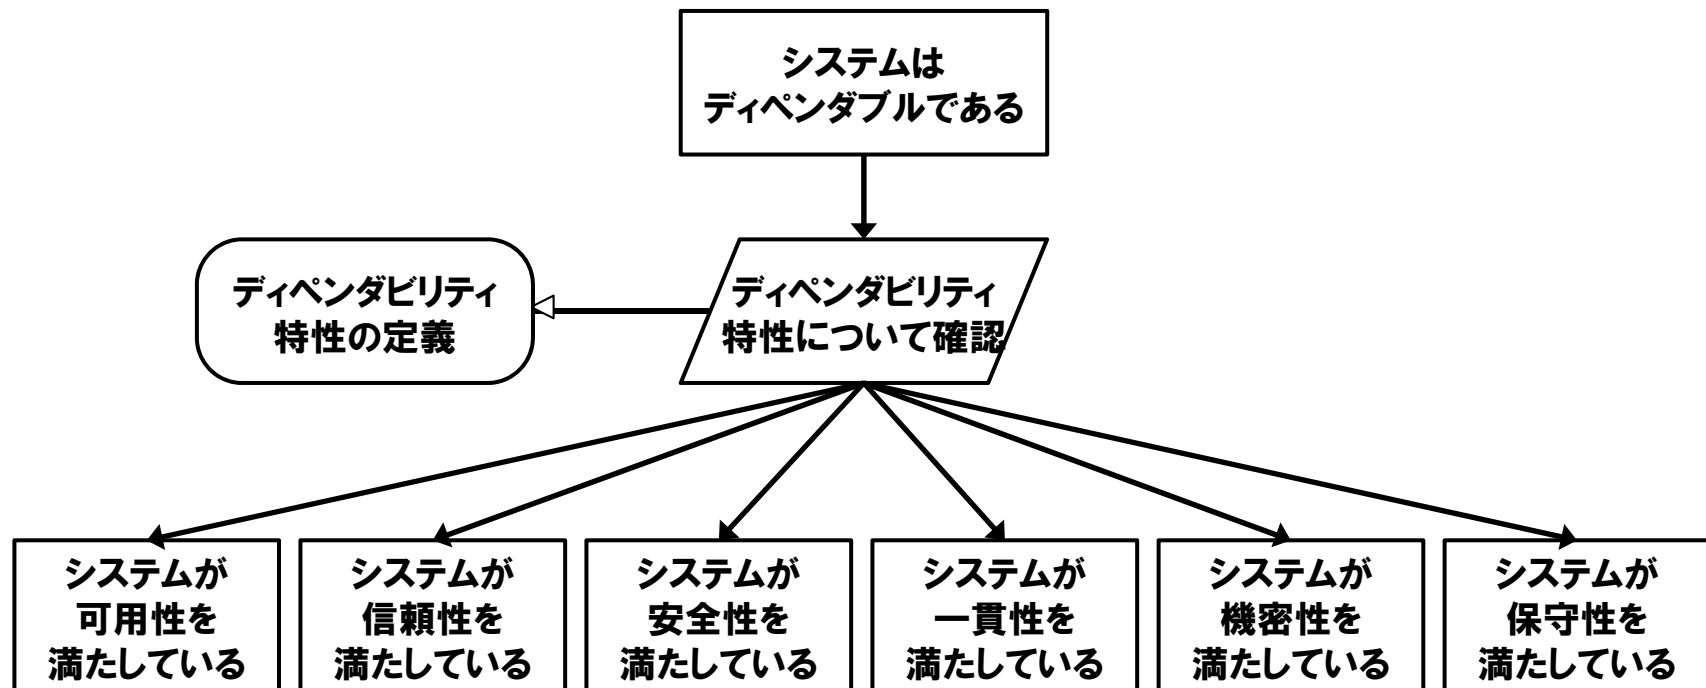 システムは
ディペンダブルである
ディペンダビリティ
特性の定義
ディペンダビリティ
特性について確認
システムが
可用性を
満たしている
システムが
信頼性を
満たしている
システムが
安全性を
満たしている
システムが
一貫性を
満たしている
システムが
機密性を
満たしている
システムが
保守性を
満たしている